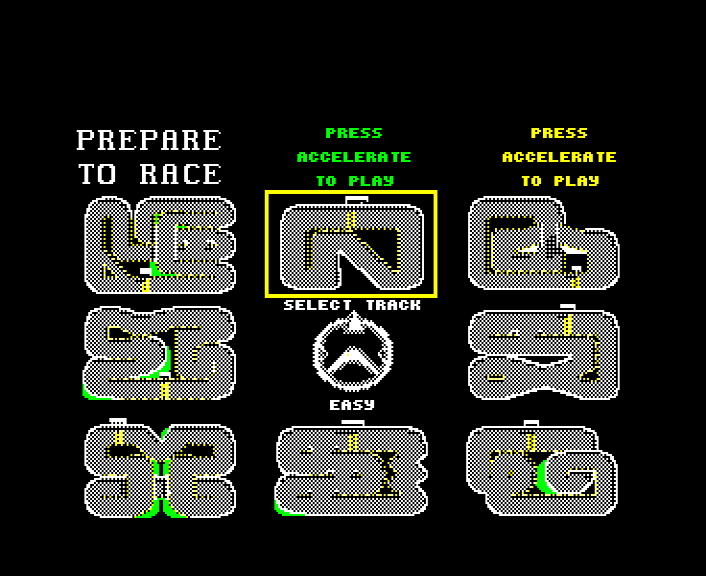 PREPARE
TO RACE
PRESS
ACCELERATE
TO PLAY
PRESS
ACCELERATE
TO PLAY
SELECT TRACK
EASY